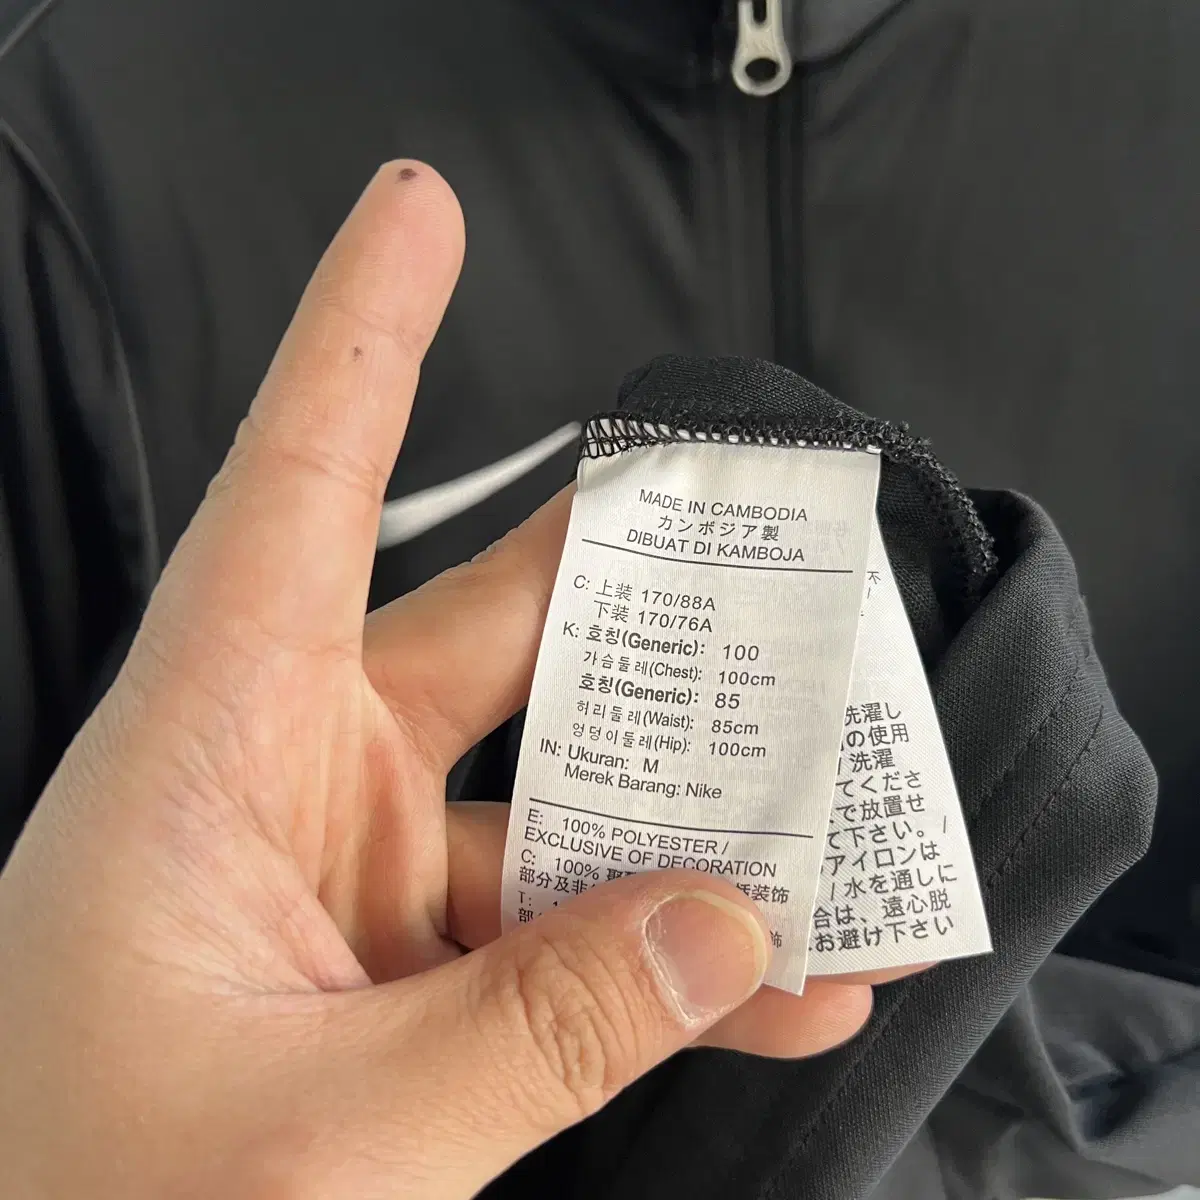 MADE IN CAMBODIA
カンボジア製
DIBUAT DI KAMBOJA
C: 上装 170/88A
下装 170/76A
K: 호칭(Generic): 100
가슴둘레(Chest): 100cm
호칭(Generic): 85
허리둘레(Waist): 85cm
엉덩이둘레(Hip): 100cm
IN: Ukuran: M
Merek Barang: Nike
E: 100% POLYESTER /
EXCLUSIVE OF DECORATION
C: 100%
部分及非 装饰
T:
部
不
洗濯し
の使用
洗濯
てくださ
で放置せ
て下さい。/
アイロンは
/ 水を通しに
合は、遠心脱
お避け下さい